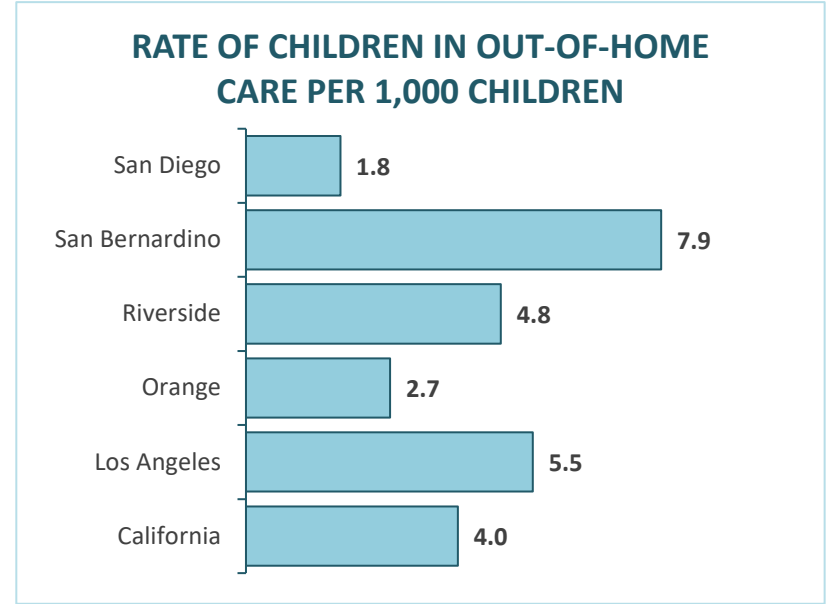 RATE OF CHILDREN IN OUT-OF-HOME
CARE PER 1,000 CHILDREN
San Diego 1.8
San Bernardino 7.9
Riverside 4.8
Orange 2.7
Los Angeles 5.5
California 4.0